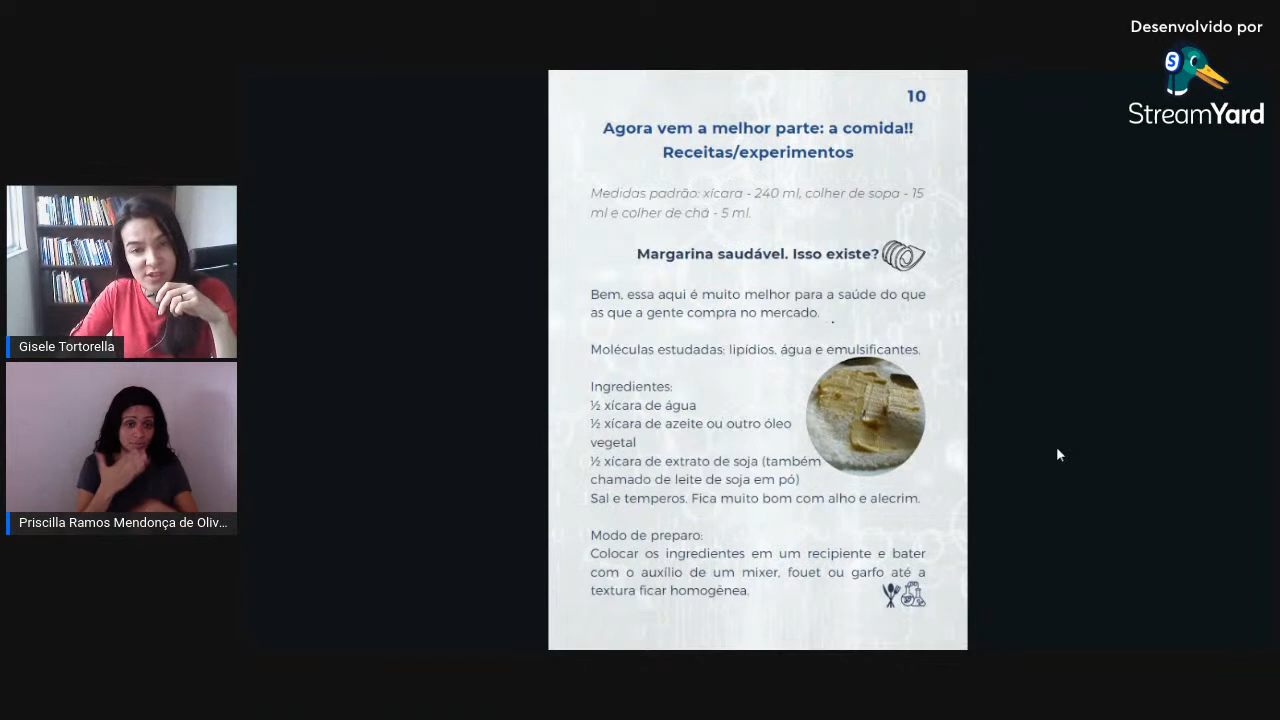 Desenvolvido por
StreamYard
10
Agora vem a melhor parte: a comida!!
Receitas/experimentos
Medidas padrão: xícara - 240 ml, colher de sopa - 15
ml e colher de chá - 5 ml.
Margarina saudável. Isso existe?
Bem, essa aqui é muito melhor para a saúde do que
as que a gente compra no mercado.
Moléculas estudadas: lipídios, água e emulsificantes.
Ingredientes:
½ xícara de água
½ xícara de azeite ou outro óleo
vegetal
½ xícara de extrato de soja (também
chamado de leite de soja em pó)
Sal e temperos. Fica muito bom com alho e alecrim.
Modo de preparo:
Colocar os ingredientes em um recipiente e bater
com o auxílio de um mixer, fouet ou garfo até a
textura ficar homogênea.
Gisele Tortorella
Priscilla Ramos Mendonça de Oliv...